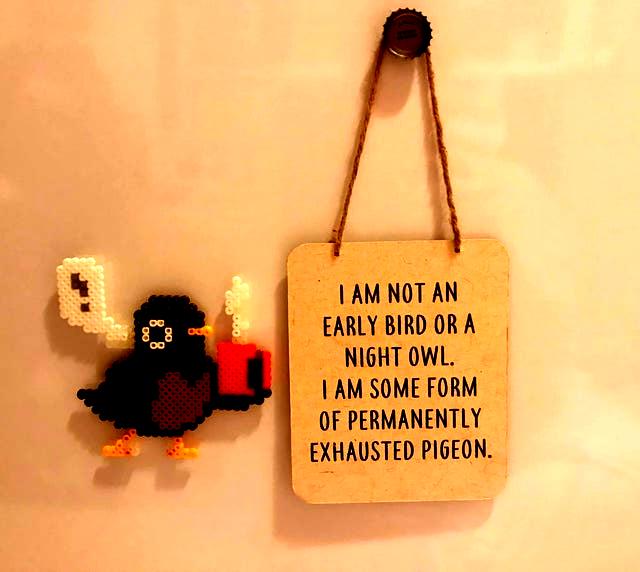 I AM NOT AN
EARLY BIRD OR A
NIGHT OWL.
I AM SOME FORM
OF PERMANENTLY
EXHAUSTED PIGEON.